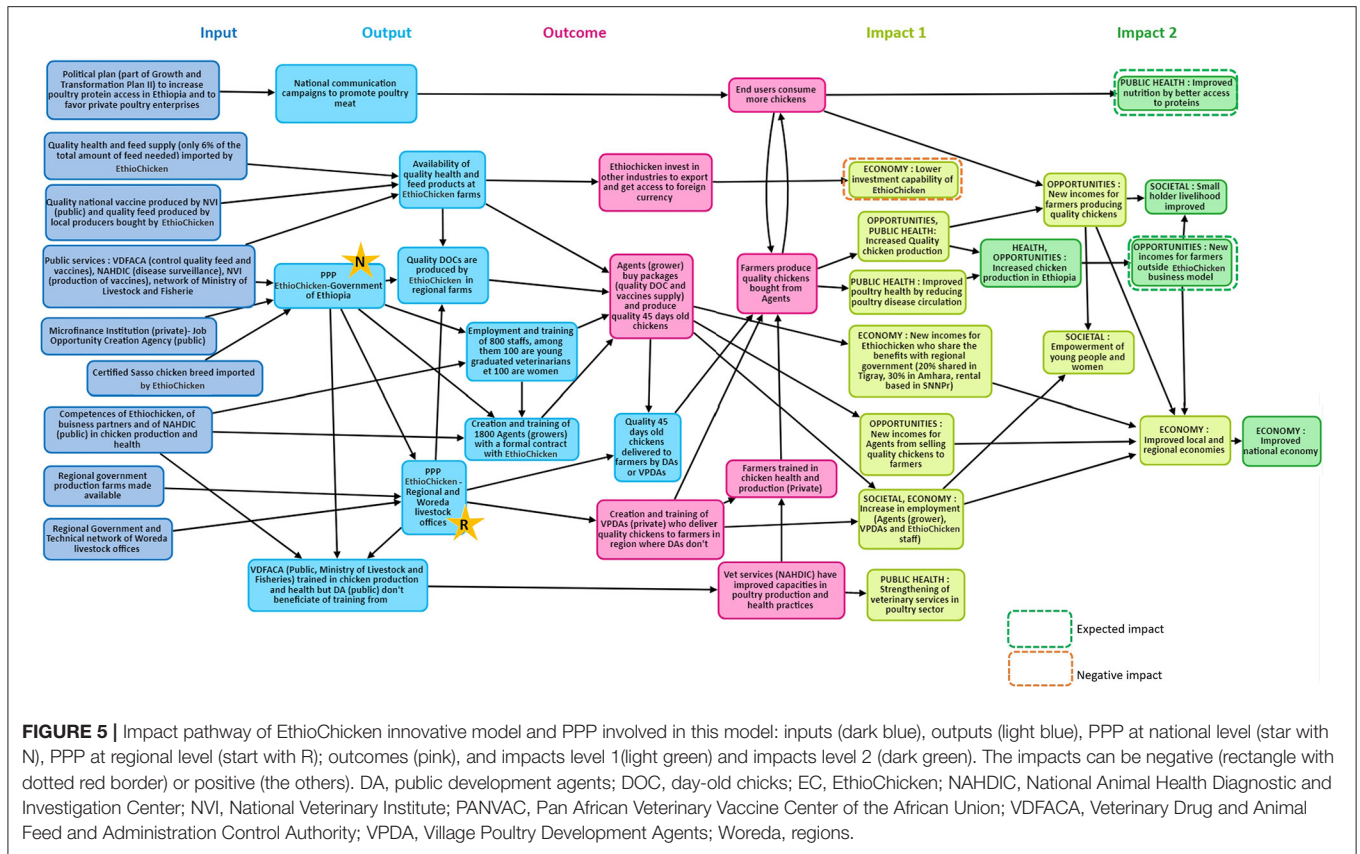 Input
Output
Outcome
Impact 1
Impact 2
Political plan (part of Growth and
Transformation Plan II) to increase
poultry protein access in Ethiopia and to
favor private poultry enterprises
National communication
campaigns to promote poultry
meat
End users consume
more chickens
PUBLIC HEALTH : Improved
nutrition by better access
to proteins
Quality health and feed supply (only 6% of the
total amount of feed needed) imported by
EthioChicken
Availability of
quality health and
feed products at
EthioChicken farms
Ethiochicken invest in
other industries to export
and get access to foreign
currency
ECONOMY : Lower
investment capability of
EthioChicken
Quality national vaccine produced by NVI
(public) and quality feed produced by
local producers bought by EthioChicken
OPPORTUNITIES :
New incomes for
farmers producing
quality chickens
SOCIETAL : Small
holder livelihood
improved
OPPORTUNITIES,
PUBLIC HEALTH:
Increased Quality
chicken production
Public services : VDFACA (control quality feed and
vaccines), NAHDIC (disease surveillance), NVI
(production of vaccines), network of Ministry of
Livestock and Fisherie
N
PPP
EthioChicken-Government
of Ethiopia
Quality DOCs are
produced by
EthioChicken in
regional farms
Agents (grower)
buy packages
(quality DOC and
vaccines supply) and
produce quality
quality 45 days old
chickens
Farmers produce
quality chickens
bought from
Agents
HEALTH,
OPPORTUNITIES :
Increased chicken
production in Ethiopia
OPPORTUNITIES : New
incomes for farmers
outside EthioChicken
business model
PUBLIC HEALTH : Improved
poultry health by reducing
poultry disease circulation
Microfinance Institution (private)- Job
Opportunity Creation Agency (public)
Employment and training
of 800 staffs, among
them 100 are young
graduated veterinarians
et 100 are women
ECONOMY : New incomes for
Ethiochicken who share the
benefits with regional
government (20% shared in
Tigray, 30% in Amhara, rental
based in SNNPr)
SOCIETAL :
Empowerment of
young people and
women
Certified Sasso chicken breed imported
by EthioChicken
Competences of Ethiochicken, of
buisiness partners and of NAHDIC
(public) in chicken production and
health
Creation and training of
1800 Agents (growers)
with a formal contract
with EthioChicken
Quality 45
days old
chickens
delivered to
farmers by DAs
or VPDAs
OPPORTUNITIES :
New incomes for
Agents from selling
quality chickens to
farmers
ECONOMY :
Improved local and
regional economies
ECONOMY :
Improved
national economy
Regional government
production farms made
available
PPP
EthioChicken -
Regional and
Woreda
livestock
offices
R
Farmers trained in
chicken health and
production (Private)
Regional Government and
Technical network of Woreda
livestock offices
Creation and training of
VPDAs (private) who deliver
quality chickens to farmers in
region where DAs don't
SOCIETAL, ECONOMY :
Increase in employment
(Agents (grower),
VPDAs and EthioChicken
staff)
VDFACA (Public, Ministry of Livestock and
Fisheries) trained in chicken production
and health but DA (public) don't
beneficiate of training from
Vet services (NAHDIC) have
improved capacities in
poultry production and
health practices
PUBLIC HEALTH :
Strengthening of
veterinary services in
poultry sector
Expected impact
Negative impact
FIGURE 5 | Impact pathway of EthioChicken innovative model and PPP involved in this model: inputs (dark blue), outputs (light blue), PPP at national level (star with
N), PPP at regional level (start with R); outcomes (pink), and impacts level 1(light green) and impacts level 2 (dark green). The impacts can be negative (rectangle with
dotted red border) or positive (the others). DA, public development agents; DOC, day-old chicks; EC, EthioChicken; NAHDIC, National Animal Health Diagnostic and
Investigation Center; NVI, National Veterinary Institute; PANVAC, Pan African Veterinary Vaccine Center of the African Union; VDFACA, Veterinary Drug and Animal
Feed and Administration Control Authority; VPDA, Village Poultry Development Agents; Woreda, regions.